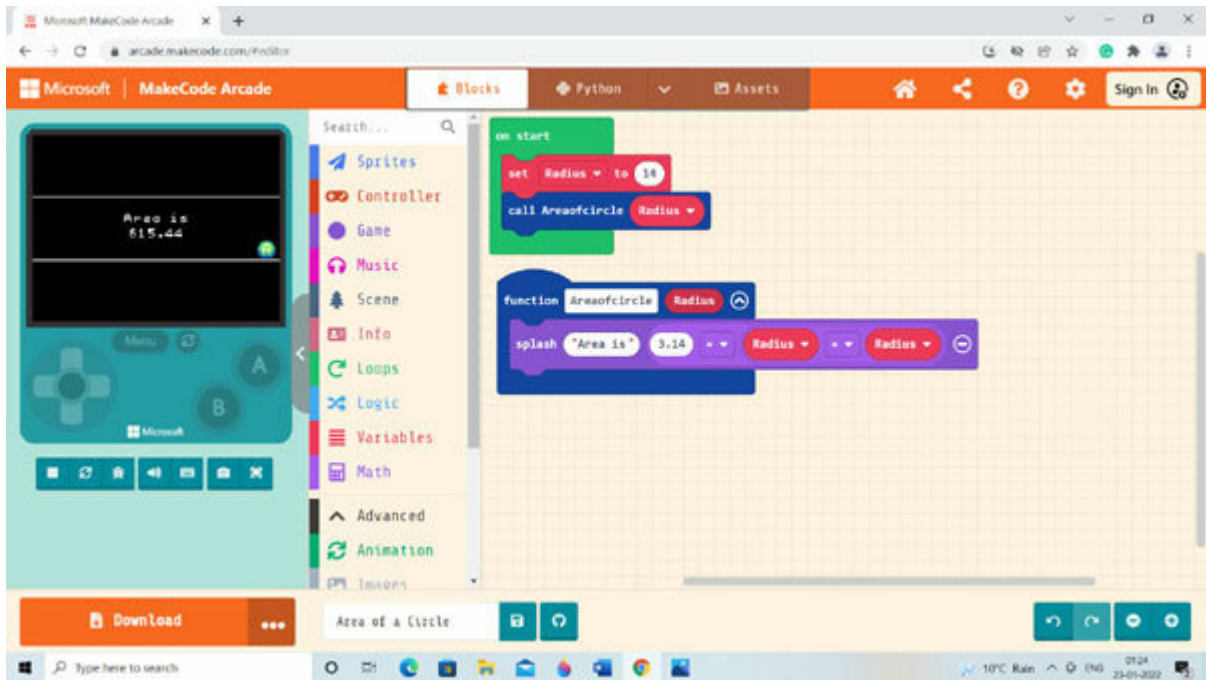 Microsoft MakeCode Arcade
arcade.makecode.com/#editor
Microsoft | MakeCode Arcade
Blocks
Python
Assets
Sign In
Area is
615.44
Menu
A
B
Microsoft
Search...
Sprites
Controller
Game
Music
Scene
Info
Loops
Logic
Variables
Math
Advanced
Animation
Images
on start
set Radius to 14
call Areaofcircle Radius
function Areaofcircle Radius
splash "Area is" 3.14 Radius Radius
Download
Area of a Circle
Type here to search
10°C Rain
ENG
01:24
23-01-2022